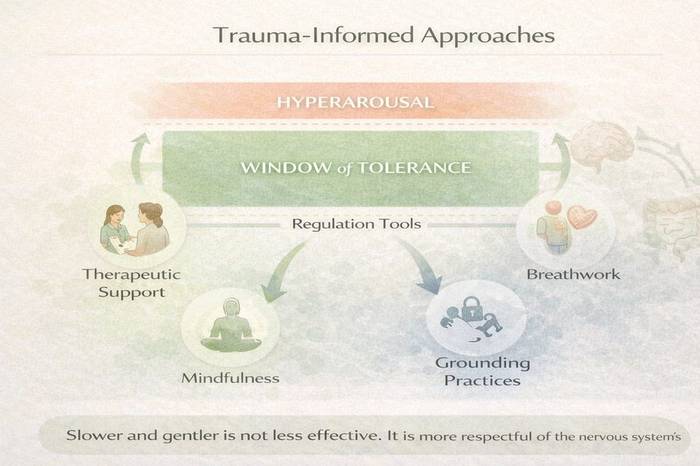 Trauma-Informed Approaches
HYPERAROUSAL
WINDOW of TOLERANCE
Regulation Tools
Therapeutic
Support
Breathwork
Mindfulness
Grounding
Practices
Slower and gentler is not less effective. It is more respectful of the nervous system's